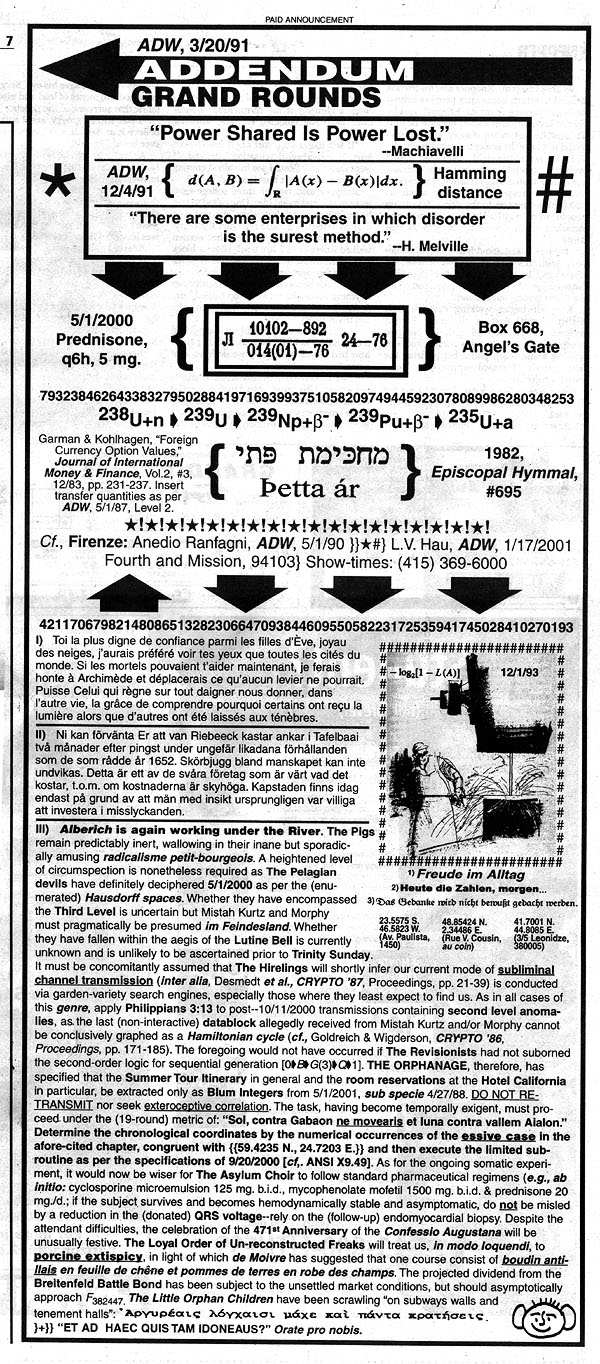 PAID ANNOUNCEMENT
7
ADW, 3/20/91
ADDENDUM
GRAND ROUNDS
“Power Shared Is Power Lost.”
--Machiavelli
*
ADW,
12/4/91
{ d(A, B) = ∫R |A(x) − B(x)|dx. }
Hamming
distance
#
“There are some enterprises in which disorder
is the surest method.”
--H. Melville
5/1/2000
Prednisone,
q6h, 5 mg.
{ Л 10102—892
014(01)—76 24—76 }
Box 668,
Angel's Gate
7932384626433832795028841971693993751058209749445923078089986280348253
238U+n ➧ 239U ➧ 239Np+β- ➧ 239Pu+β- ➧ 235U+a
Garman & Kohlhagen, “Foreign
Currency Option Values,”
Journal of International
Money & Finance, Vol.2, #3,
12/83, pp. 231-237. Insert
transfer quantities as per
ADW, 5/1/87, Level 2.
{ מחכימת פתי
Þetta ár }
1982,
Episcopal Hymmal,
#695
★!★!★!★!★!★!★!★!★!★!★!★!★!★!★!★!★!★!
Cf., Firenze: Anedio Ranfagni, ADW, 5/1/90 }}★#} L.V. Hau, ADW, 1/17/2001
Fourth and Mission, 94103} Show-times: (415) 369-6000
4211706798214808651328230664709384460955058223172535941745028410270193
I) Toi la plus digne de confiance parmi les filles d'Ève, joyau
des neiges, j'aurais préféré voir tes yeux que toutes les cités du
monde. Si les mortels pouvaient t'aider maintenant, je ferais
honte à Archimède et déplacerais ce qu'aucun levier ne pourrait.
Puisse Celui qui règne sur tout daigner nous donner, dans
l'autre vie, la grâce de comprendre pourquoi certains ont reçu la
lumière alors que d'autres ont été laissés aux ténèbres.
II) Ni kan förvänta Er att van Riebeeck kastar ankar i Tafelbaai
två månader efter pingst under ungefär likadana förhållanden
som de som rådde år 1652. Skörbjugg bland manskapet kan inte
undvikas. Detta är ett av de svåra företag som är värt vad det
kostar, t.o.m. om kostnaderna är skyhöga. Kapstaden finns idag
endast på grund av att män med insikt ursprungligen var villiga
att investera i misslyckanden.
− log2[1 − L(A)]
12/1/93
1) Freude im Alltag
2) Heute die Zahlen, morgen...
3) Das Gedanke wird nicht bewußt gedacht werden.
23.5575 S. 48.85424 N. 41.7001 N.
46.5823 W. 2.34486 E. 44.8085 E.
(Av. Paulista, (Rue V. Cousin, (3/5 Leonidze,
1450) au coin) 380005)
III) Alberich is again working under the River. The Pigs
remain predictably inert, wallowing in their inane but sporadic-
ally amusing radicalisme petit-bourgeois. A heightened level
of circumspection is nonetheless required as The Pelagian
devils have definitely deciphered 5/1/2000 as per the (enu-
merated) Hausdorff spaces. Whether they have encompassed
the Third Level is uncertain but Mistah Kurtz and Morphy
must pragmatically be presumed im Feindesland. Whether
they have fallen within the aegis of the Lutine Bell is currently
unknown and is unlikely to be ascertained prior to Trinity Sunday.
It must be concomitantly assumed that The Hirelings will shortly infer our current mode of subliminal
channel transmission (inter alia, Desmedt et al., CRYPTO '87, Proceedings, pp. 21-39) is conducted
via garden-variety search engines, especially those where they least expect to find us. As in all cases of
this genre, apply Philippians 3:13 to post--10/11/2000 transmissions containing second level anoma-
lies, as the last (non-interactive) datablock allegedly received from Mistah Kurtz and/or Morphy cannot
be conclusively graphed as a Hamiltonian cycle (cf., Goldreich & Wigderson, CRYPTO '86,
Proceedings, pp. 171-185). The foregoing would not have occurred if The Revisionists had not suborned
the second-order logic for sequential generation [0➧B➧G(3)➧Q➧1]. THE ORPHANAGE, therefore, has
specified that the Summer Tour Itinerary in general and the room reservations at the Hotel California
in particular, be extracted only as Blum Integers from 5/1/2001, sub specie 4/27/88. DO NOT RE-
TRANSMIT nor seek exteroceptive correlation. The task, having become temporally exigent, must pro-
ceed under the (19-round) metric of: “Sol, contra Gabaon ne movearis et luna contra vallem Aialon.”
Determine the chronological coordinates by the numerical occurrences of the essive case in the
afore-cited chapter, congruent with {{59.4235 N., 24.7203 E.}} and then execute the limited sub-
routine as per the specifications of 9/20/2000 [cf,. ANSI X9.49]. As for the ongoing somatic experi-
ment, it would now be wiser for The Asylum Choir to follow standard pharmaceutical regimens (e.g., ab
initio: cyclosporine microemulsion 125 mg. b.i.d., mycophenolate mofetil 1500 mg. b.i.d. & prednisone 20
mg./d.; if the subject survives and becomes hemodynamically stable and asymptomatic, do not be misled
by a reduction in the (donated) QRS voltage--rely on the (follow-up) endomyocardial biopsy. Despite the
attendant difficulties, the celebration of the 471st Anniversary of the Confessio Augustana will be
unusually festive. The Loyal Order of Un-reconstructed Freaks will treat us, in modo loquendi, to
porcine extispicy, in light of which de Moivre has suggested that one course consist of boudin anti-
llais en feuille de chêne et pommes de terres en robe des champs. The projected dividend from the
Breitenfeld Battle Bond has been subject to the unsettled market conditions, but should asymptotically
approach F382447. The Little Orphan Children have been scrawling “on subways walls and
tenement halls”: Ἀργυρέαις λόγχαισι μάχε καὶ πάντα κρατήσεις.
}+}} “ET AD HAEC QUIS TAM IDONEAUS?” Orate pro nobis.